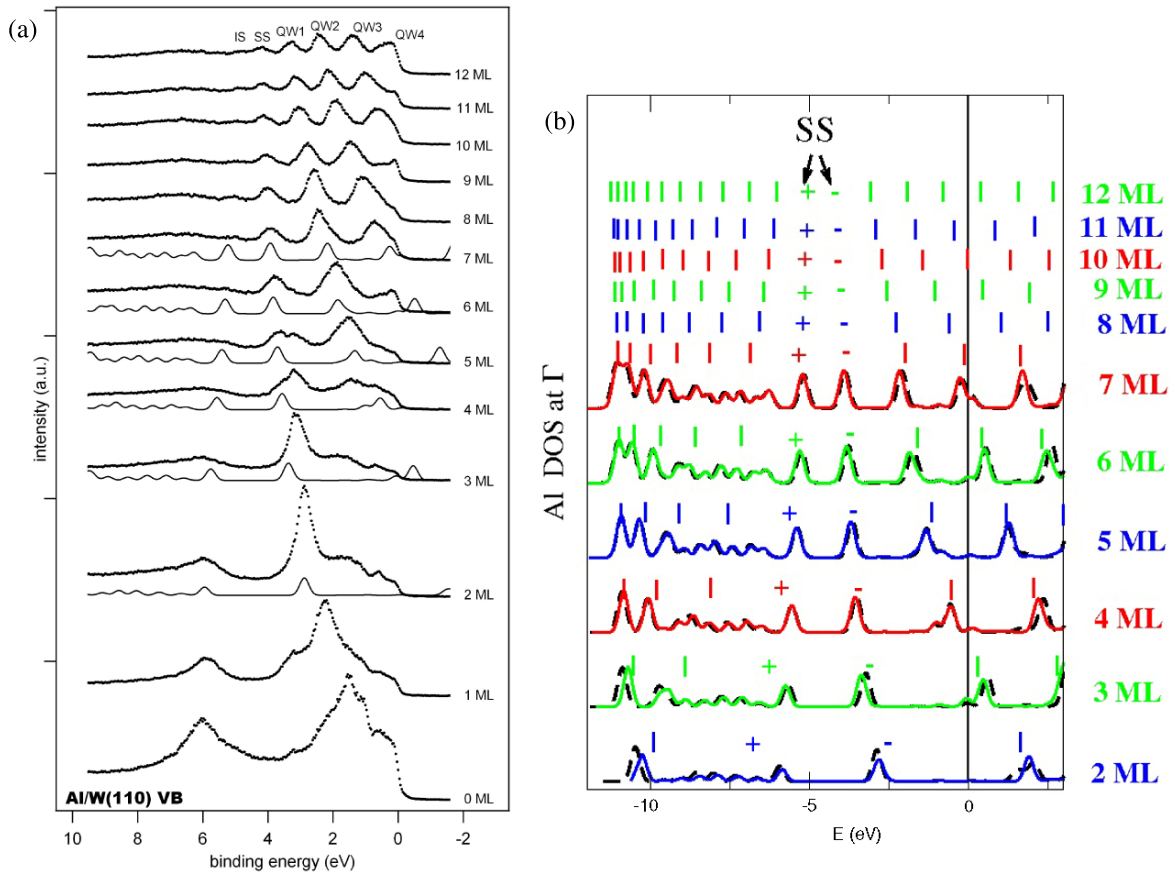 (a)
IS SS QW1 QW2 QW3 QW4
12 ML
11 ML
10 ML
9 ML
8 ML
7 ML
6 ML
5 ML
4 ML
3 ML
2 ML
1 ML
0 ML
intensity (a.u.)
Al/W(110) VB
10 8 6 4 2 0 -2
binding energy (eV)
(b)
SS
+ - 12 ML
+ - 11 ML
+ - 10 ML
+ - 9 ML
+ - 8 ML
+ - 7 ML
+ - 6 ML
+ - 5 ML
+ - 4 ML
+ - 3 ML
+ - 2 ML
Al DOS at Γ
-10 -5 0
E (eV)